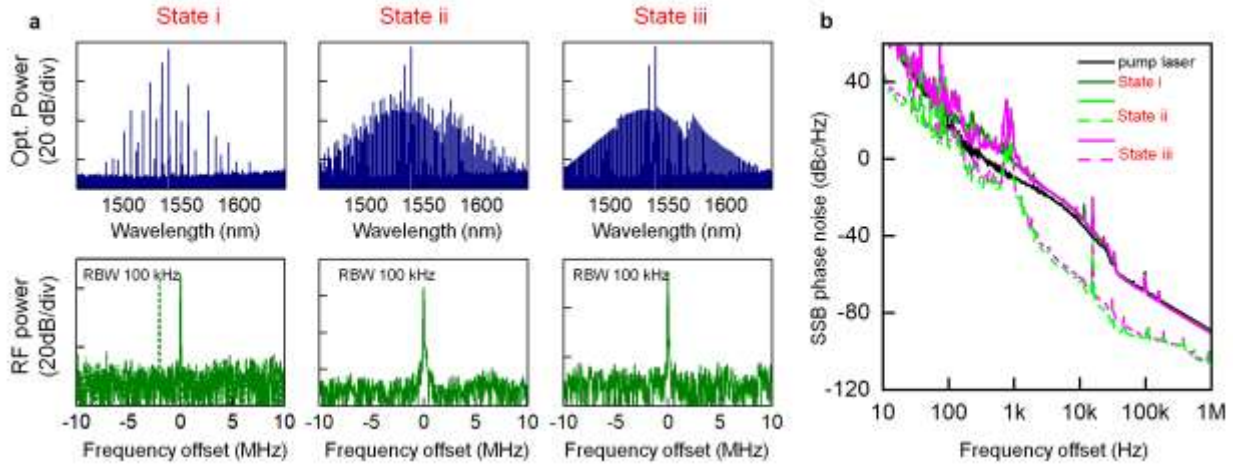 a
State i
State ii
State iii
b
Opt. Power
(20 dB/div)
1500 1550 1600
1500 1550 1600
1500 1550 1600
Wavelength (nm)
Wavelength (nm)
Wavelength (nm)
RF power
(20dB/div)
RBW 100 kHz
RBW 100 kHz
RBW 100 kHz
-10 -5 0 5 10
-10 -5 0 5 10
-10 -5 0 5 10
Frequency offset (MHz)
Frequency offset (MHz)
Frequency offset (MHz)
SSB phase noise (dBc/Hz)
40
0
-40
-80
-120
pump laser
State i
State ii
State iii
10 100 1k 10k 100k 1M
Frequency offset (Hz)